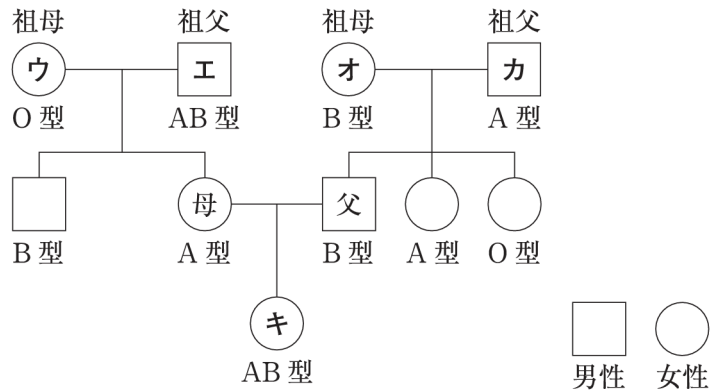 祖母 祖父 祖母 祖父
ウ エ オ カ
O 型 AB 型 B 型 A 型
母 父
B 型 A 型 B 型 A 型 O 型
キ
AB 型
男性 女性